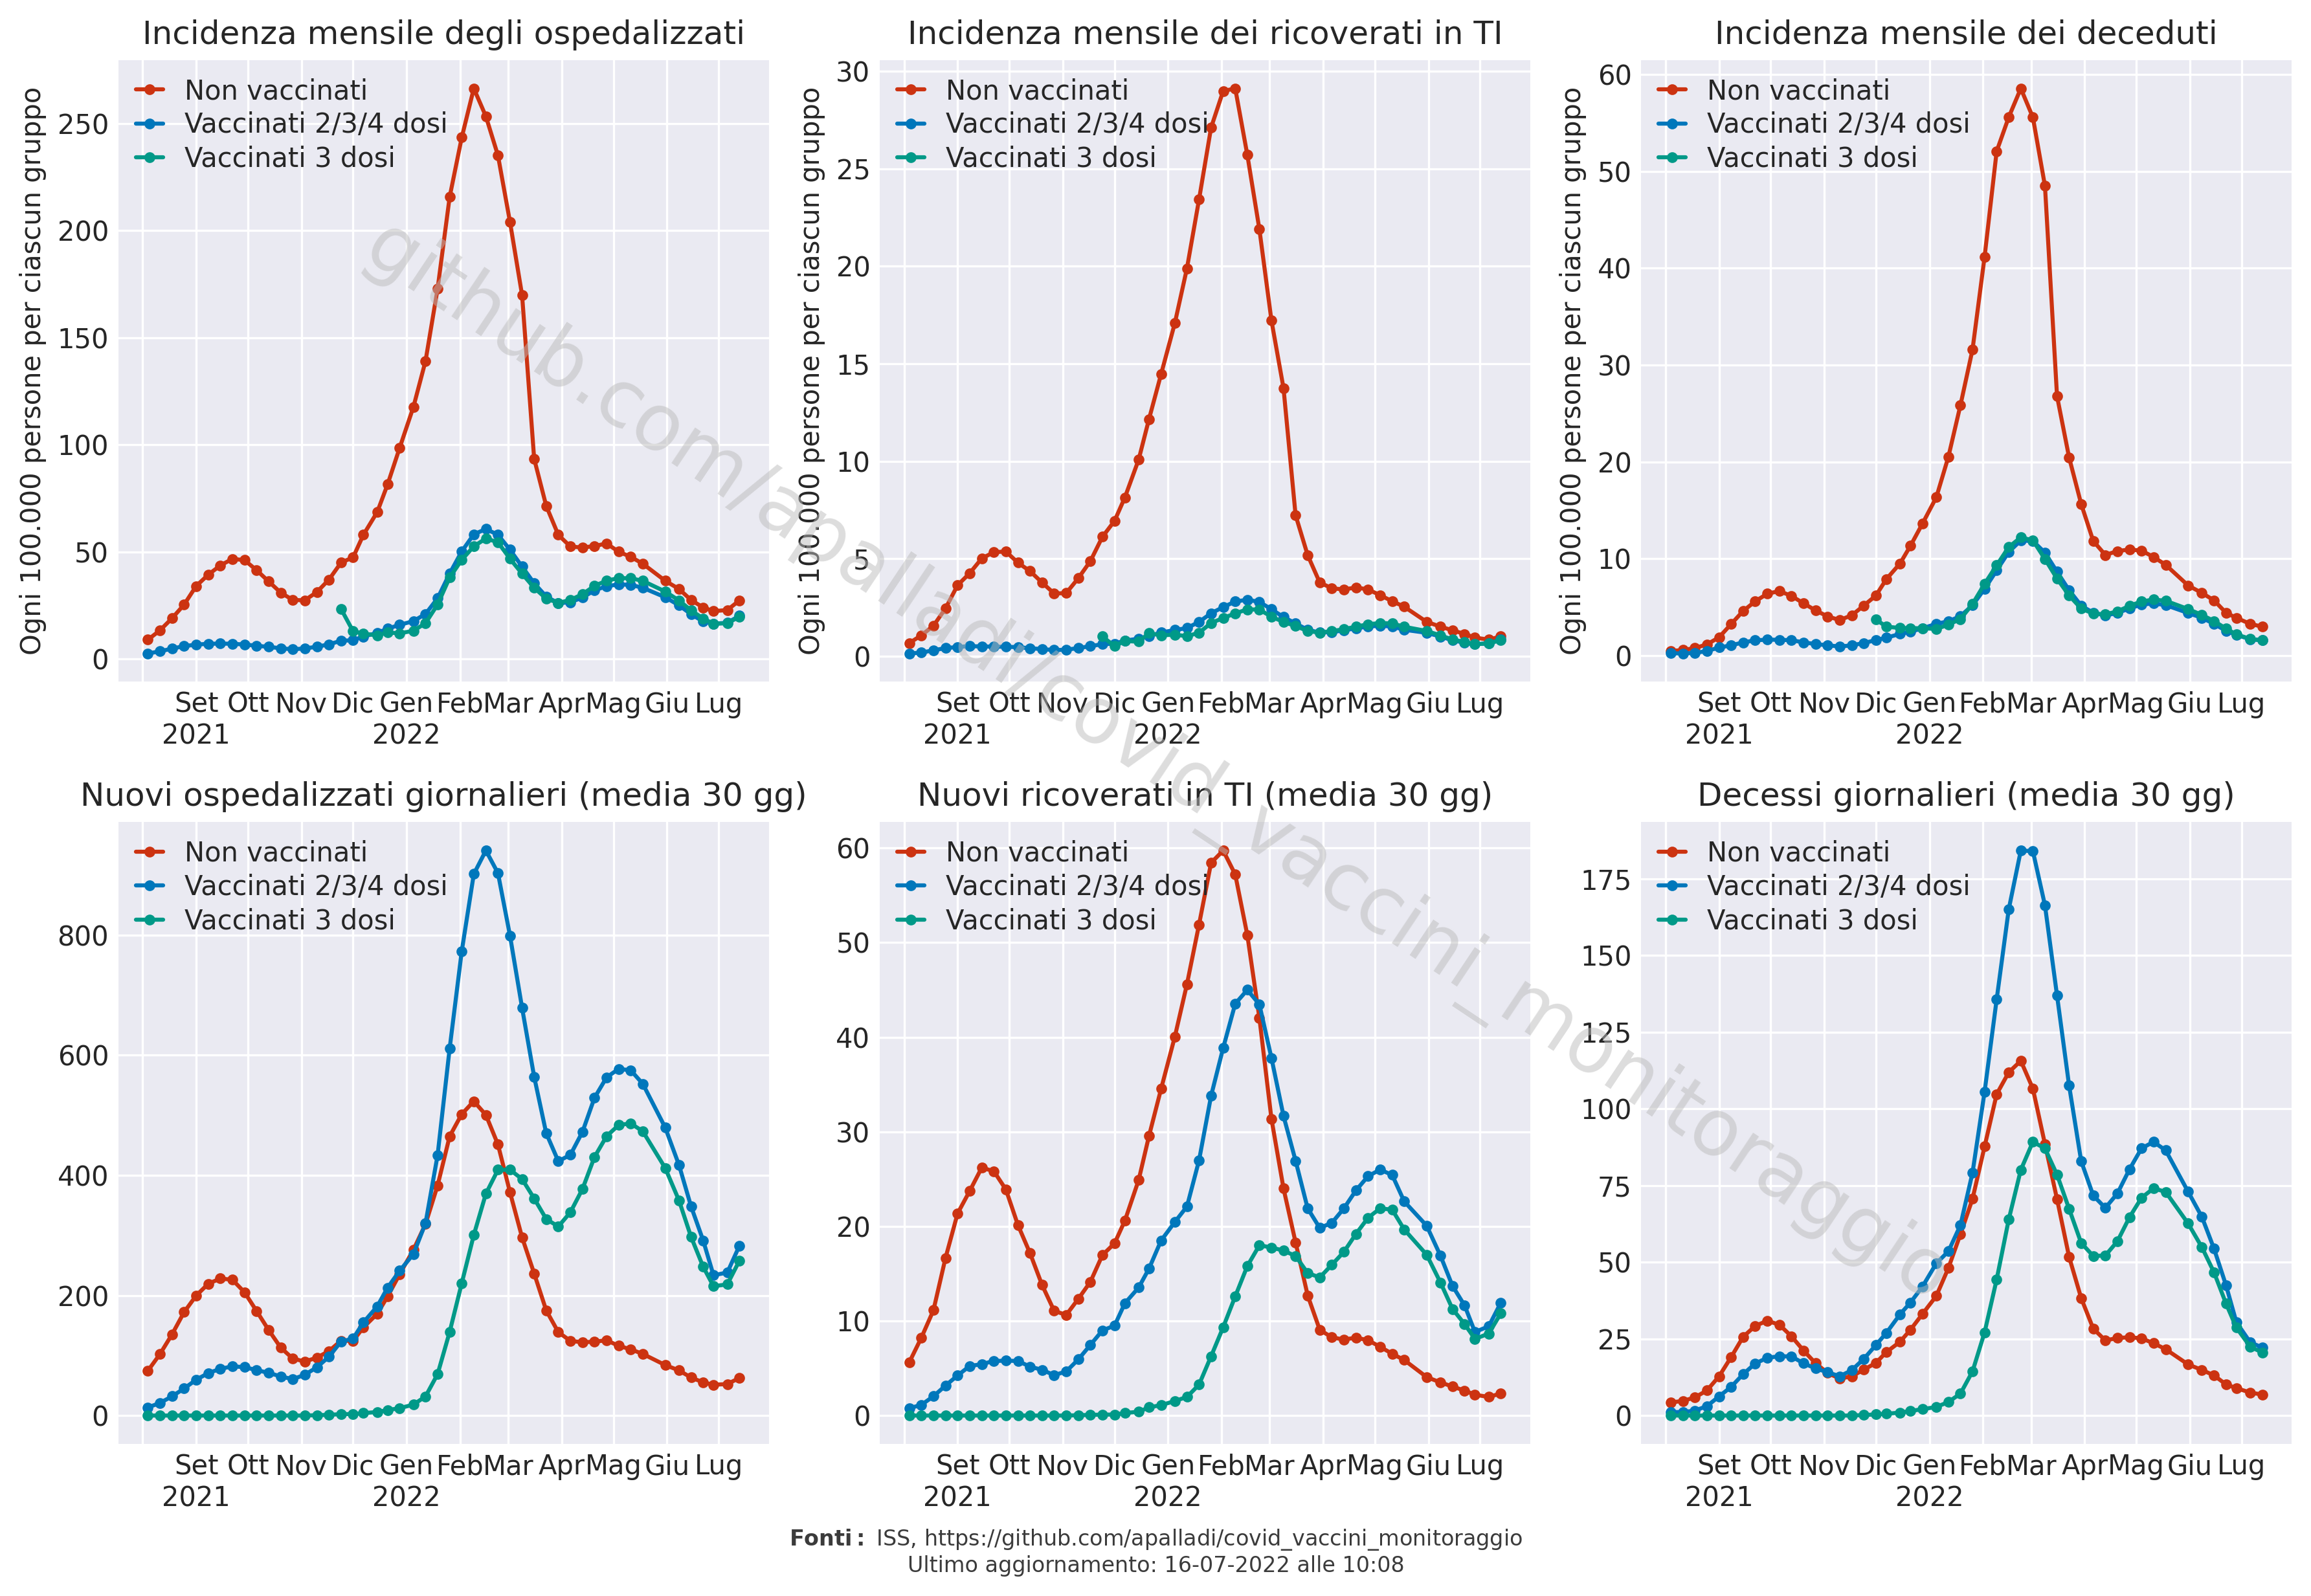 Incidenza mensile degli ospedalizzati
Ogni 100.000 persone per ciascun gruppo
250
200
150
100
50
0
Non vaccinati
Vaccinati 2/3/4 dosi
Vaccinati 3 dosi
Set Ott Nov Dic Gen Feb Mar Apr Mag Giu Lug
2021 2022
Incidenza mensile dei ricoverati in TI
Ogni 100.000 persone per ciascun gruppo
30
25
20
15
10
5
0
Non vaccinati
Vaccinati 2/3/4 dosi
Vaccinati 3 dosi
Set Ott Nov Dic Gen Feb Mar Apr Mag Giu Lug
2021 2022
Incidenza mensile dei deceduti
Ogni 100.000 persone per ciascun gruppo
60
50
40
30
20
10
0
Non vaccinati
Vaccinati 2/3/4 dosi
Vaccinati 3 dosi
Set Ott Nov Dic Gen Feb Mar Apr Mag Giu Lug
2021 2022
github.com/apalladi/covid_vaccini_monitoraggio
Nuovi ospedalizzati giornalieri (media 30 gg)
800
600
400
200
0
Non vaccinati
Vaccinati 2/3/4 dosi
Vaccinati 3 dosi
Set Ott Nov Dic Gen Feb Mar Apr Mag Giu Lug
2021 2022
Nuovi ricoverati in TI (media 30 gg)
60
50
40
30
20
10
0
Non vaccinati
Vaccinati 2/3/4 dosi
Vaccinati 3 dosi
Set Ott Nov Dic Gen Feb Mar Apr Mag Giu Lug
2021 2022
Decessi giornalieri (media 30 gg)
175
150
125
100
75
50
25
0
Non vaccinati
Vaccinati 2/3/4 dosi
Vaccinati 3 dosi
Set Ott Nov Dic Gen Feb Mar Apr Mag Giu Lug
2021 2022
Fonti: ISS, https://github.com/apalladi/covid_vaccini_monitoraggio
Ultimo aggiornamento: 16-07-2022 alle 10:08